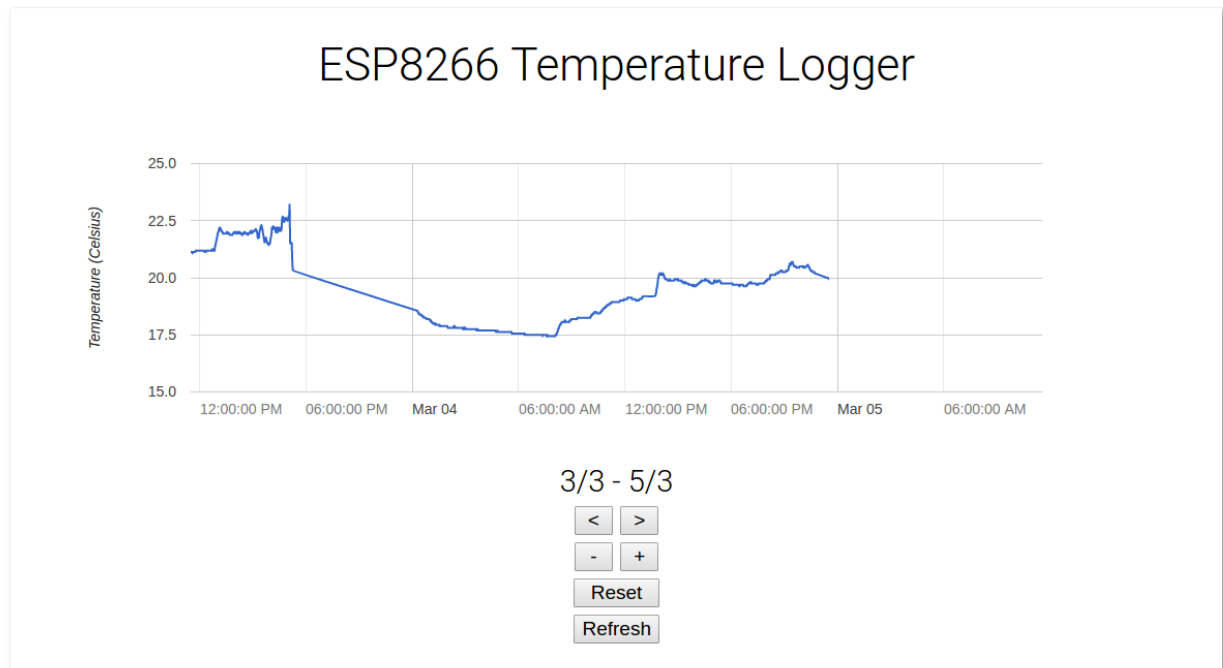 ESP8266 Temperature Logger
25.0
22.5
20.0
17.5
15.0
Temperature (Celsius)
12:00:00 PM 06:00:00 PM Mar 04 06:00:00 AM 12:00:00 PM 06:00:00 PM Mar 05 06:00:00 AM
3/3 - 5/3
< >
- +
Reset
Refresh